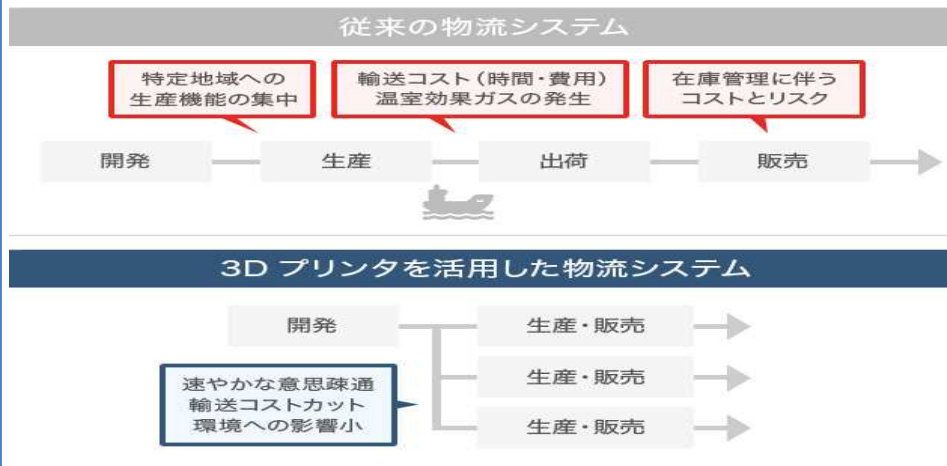 従来の物流システム
特定地域への
生産機能の集中
輸送コスト(時間・費用)
温室効果ガスの発生
在庫管理に伴う
コストとリスク
開発
生産
出荷
販売
3D プリンタを活用した物流システム
開発
生産・販売
速やかな意思疎通
輸送コストカット
環境への影響小
生産・販売
生産・販売